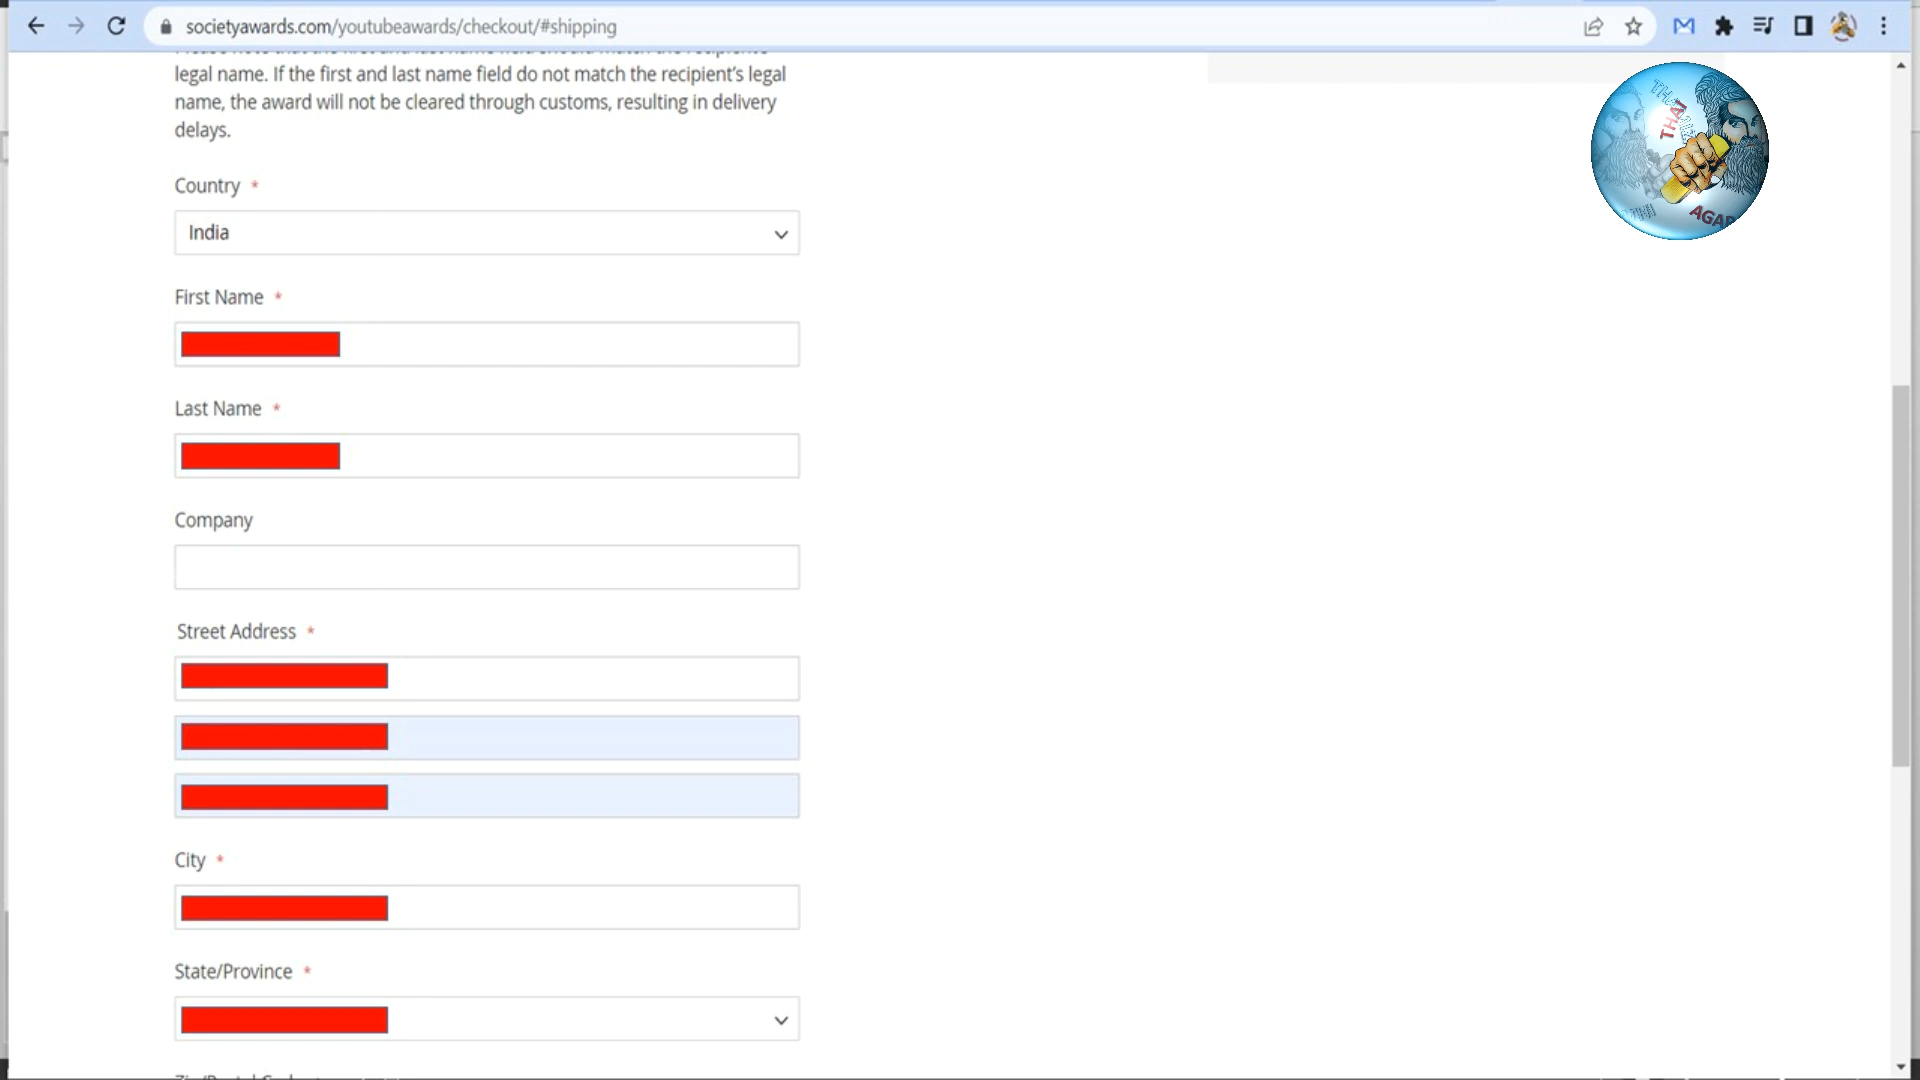 societyawards.com/youtubeawards/checkout/#shipping
legal name. If the first and last name field do not match the recipient's legal
name, the award will not be cleared through customs, resulting in delivery
delays.
Country *
India
First Name *
Last Name *
Company
Street Address *
City *
State/Province *
THAI
AGAR